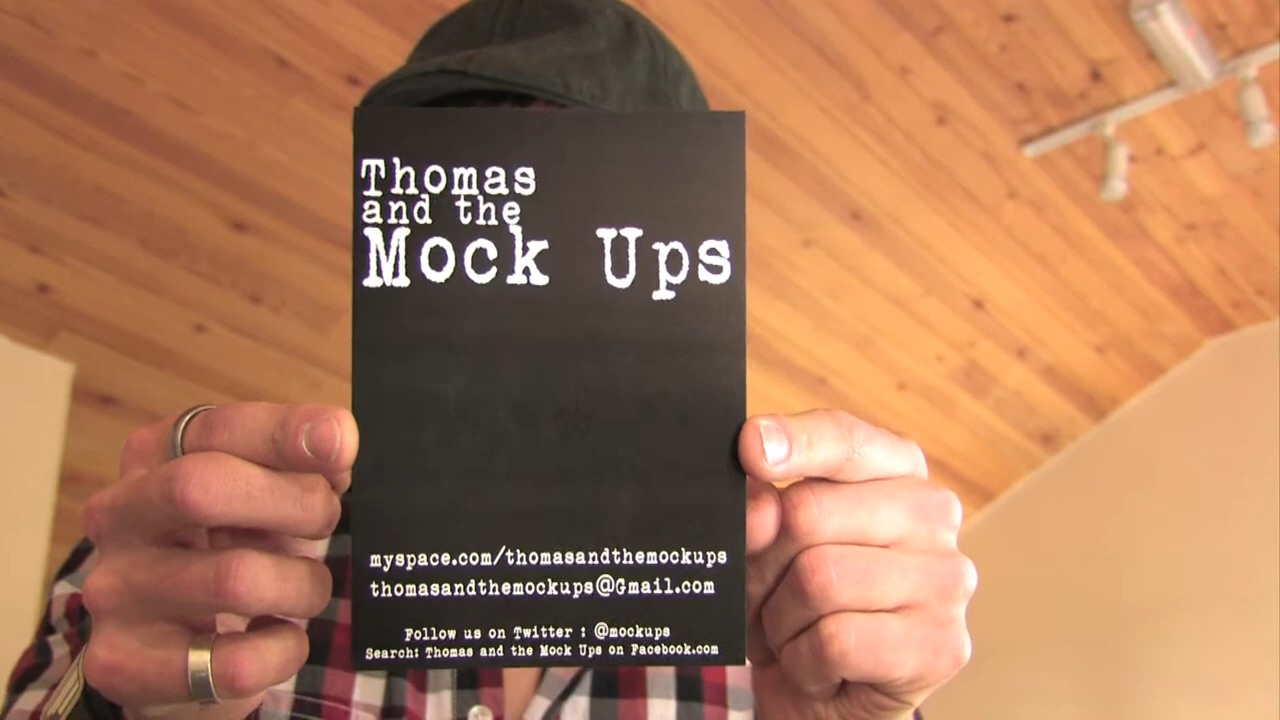 Thomas
and the
Mock Ups
myspace.com/thomasandthemockups
thomasandthemockups@Gmail.com
Follow us on Twitter : @mockups
Search: Thomas and the Mock Ups on Facebook.com